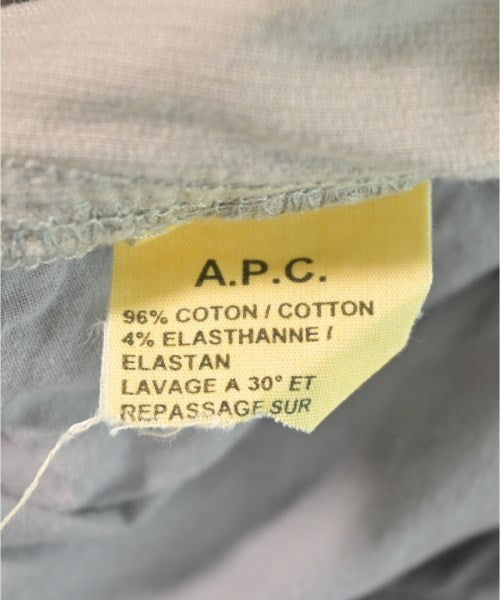 A.P.C.
96% COTON / COTTON
4% ELASTHANNE /
ELASTAN
LAVAGE A 30° ET
REPASSAGE SUR